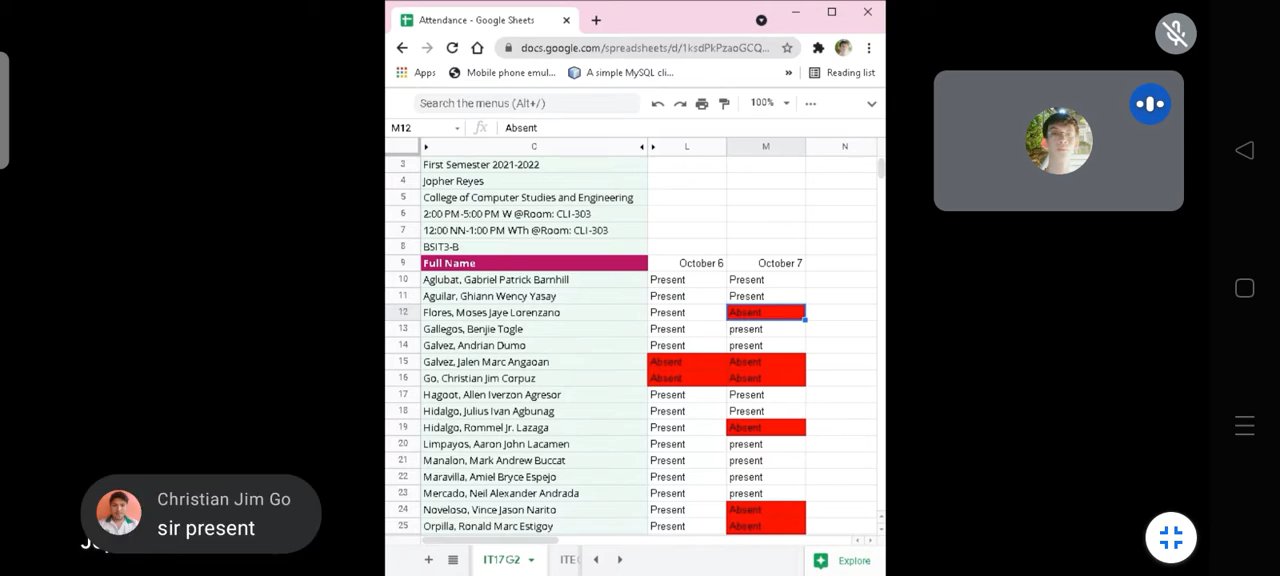 Attendance - Google Sheets
docs.google.com/spreadsheets/d/1ksdPkPzaoGCQ...
Apps Mobile phone emul... A simple MySQL cli... » Reading list
Search the menus (Alt+/) 100% ...
M12 fx Absent
C L M N
3 First Semester 2021-2022
4 Jopher Reyes
5 College of Computer Studies and Engineering
6 2:00 PM-5:00 PM W @Room: CLI-303
7 12:00 NN-1:00 PM WTh @Room: CLI-303
8 BSIT3-B
9 Full Name October 6 October 7
10 Aglubat, Gabriel Patrick Barnhill Present Present
11 Aguilar, Ghiann Wency Yasay Present Present
12 Flores, Moses Jaye Lorenzano Present Absent
13 Gallegos, Benjie Tagle Present present
14 Galvez, Andrian Dumo Present present
15 Galvez, Jalen Marc Angaoan Absent Absent
16 Go, Christian Jim Corpuz Absent Absent
17 Hagoot, Allen Iverzon Agresor Present Present
18 Hidalgo, Julius Ivan Agbunag Present Present
19 Hidalgo, Rommel Jr. Lazaga Present Absent
20 Limpayos, Aaron John Lacamen Present present
21 Manalon, Mark Andrew Buccat Present present
22 Maravilla, Amiel Bryce Espejo Present present
23 Mercado, Neil Alexander Andrada Present present
24 Novelosa, Vince Jason Narito Present Absent
25 Orpilla, Ronald Marc Estigoy Present Absent
IT17G2 Explore
Christian Jim Go
sir present